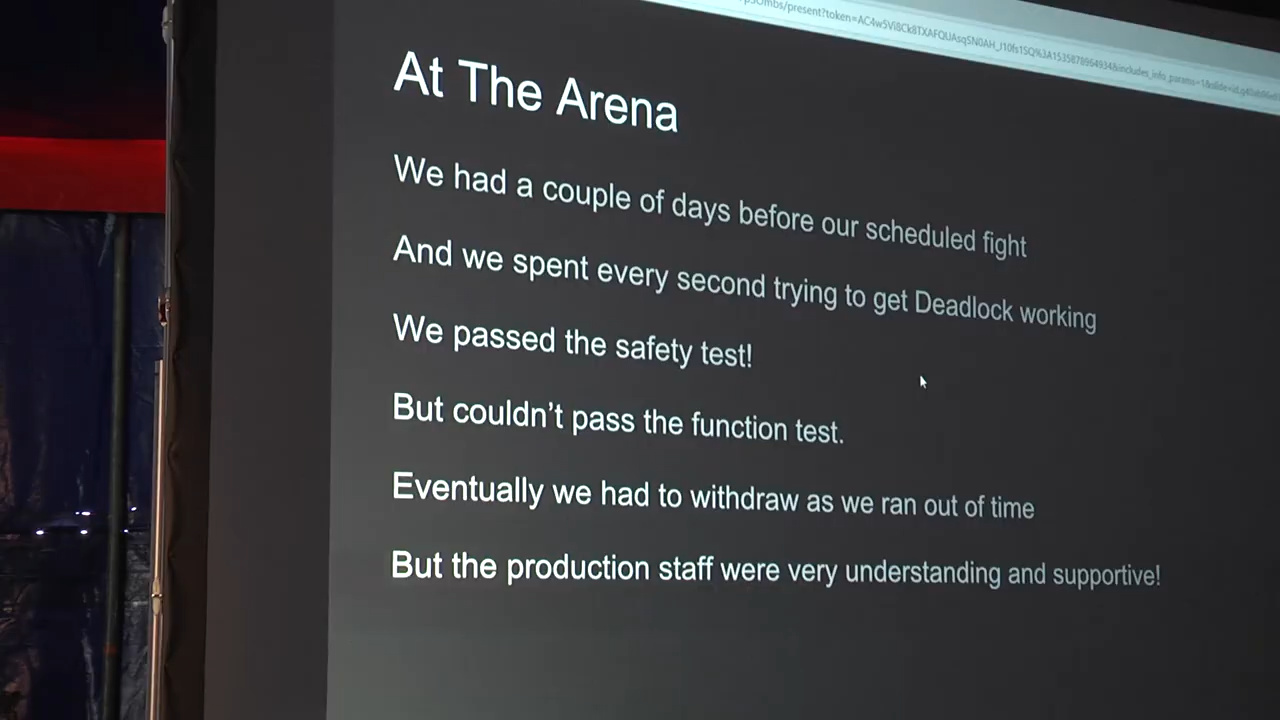 At The Arena
We had a couple of days before our scheduled fight
And we spent every second trying to get Deadlock working
We passed the safety test!
But couldn’t pass the function test.
Eventually we had to withdraw as we ran out of time
But the production staff were very understanding and supportive!